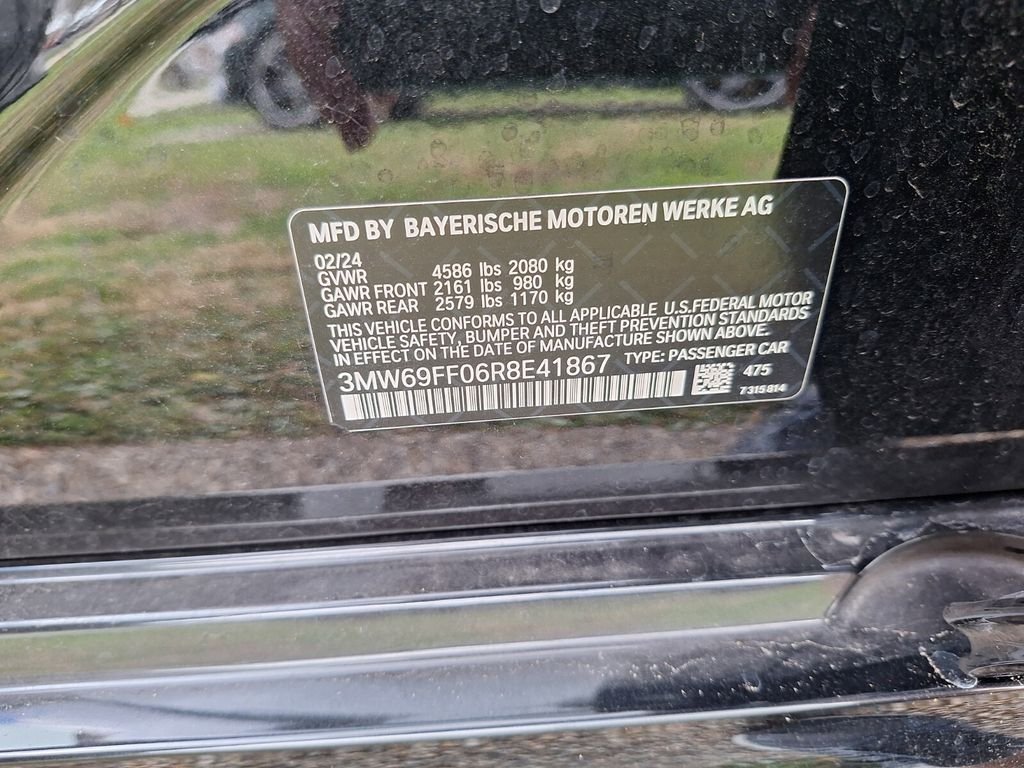 MFD BY BAYERISCHE MOTOREN WERKE AG
02/24
GVWR 4586 lbs 2080 kg
GAWR FRONT 2161 lbs 980 kg
GAWR REAR 2579 lbs 1170 kg
THIS VEHICLE CONFORMS TO ALL APPLICABLE U.S.FEDERAL MOTOR
VEHICLE SAFETY, BUMPER AND THEFT PREVENTION STANDARDS
IN EFFECT ON THE DATE OF MANUFACTURE SHOWN ABOVE.
3MW69FF06R8E41867 TYPE: PASSENGER CAR
475
7315814